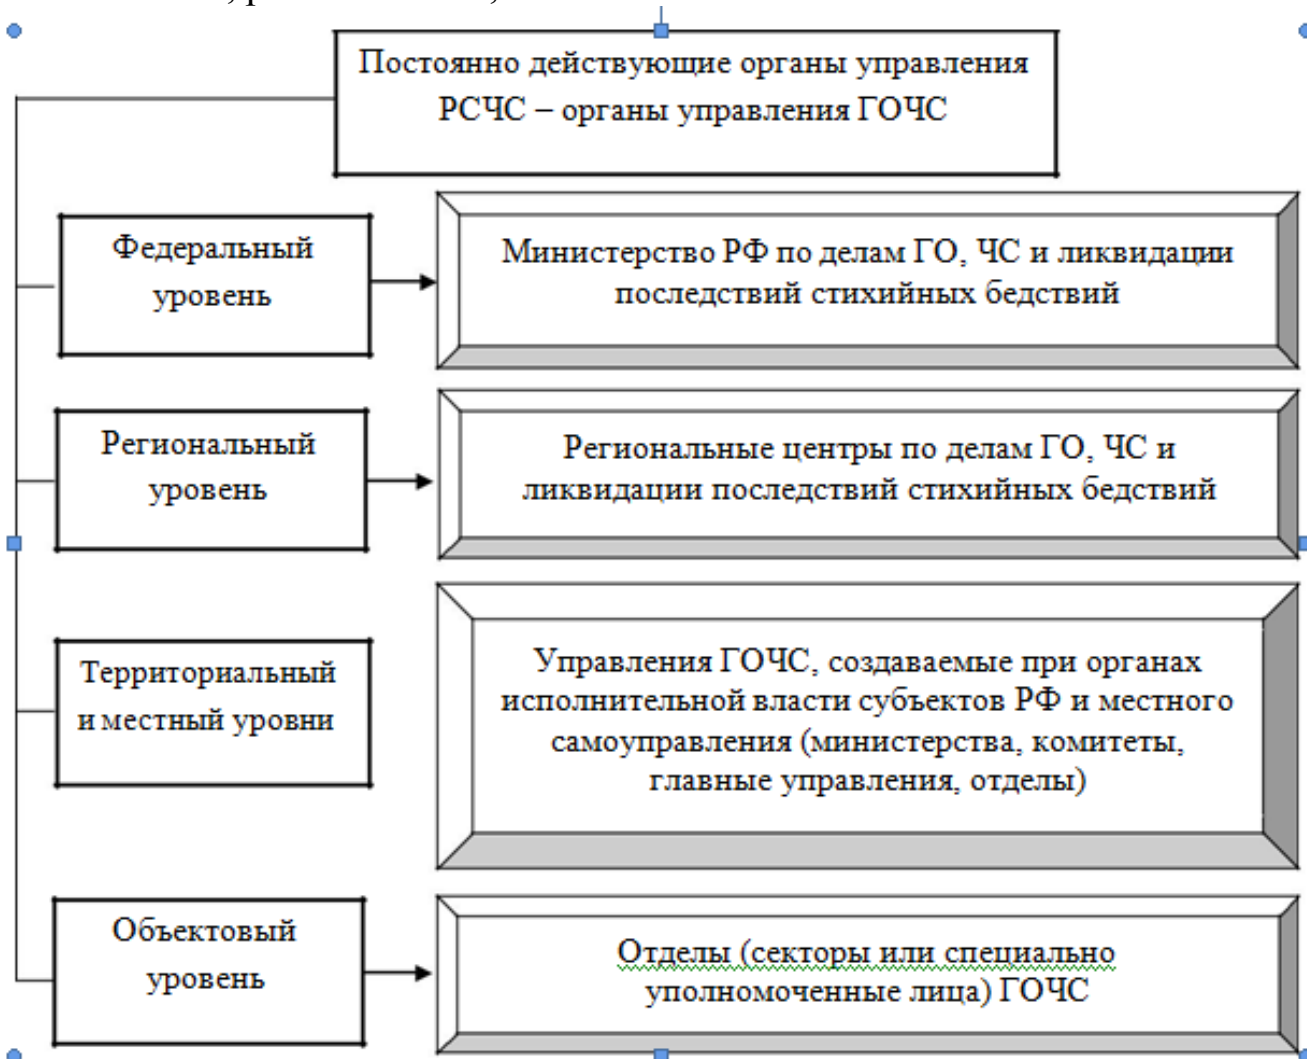 Постоянно действующие органы управления
РСЧС – органы управления ГОЧС
Федеральный
уровень
Министерство РФ по делам ГО, ЧС и ликвидации
последствий стихийных бедствий
Региональный
уровень
Региональные центры по делам ГО, ЧС и
ликвидации последствий стихийных бедствий
Территориальный
и местный уровни
Управления ГОЧС, создаваемые при органах
исполнительной власти субъектов РФ и местного
самоуправления (министерства, комитеты,
главные управления, отделы)
Объектовый
уровень
Отделы (секторы или специально
уполномоченные лица) ГОЧС